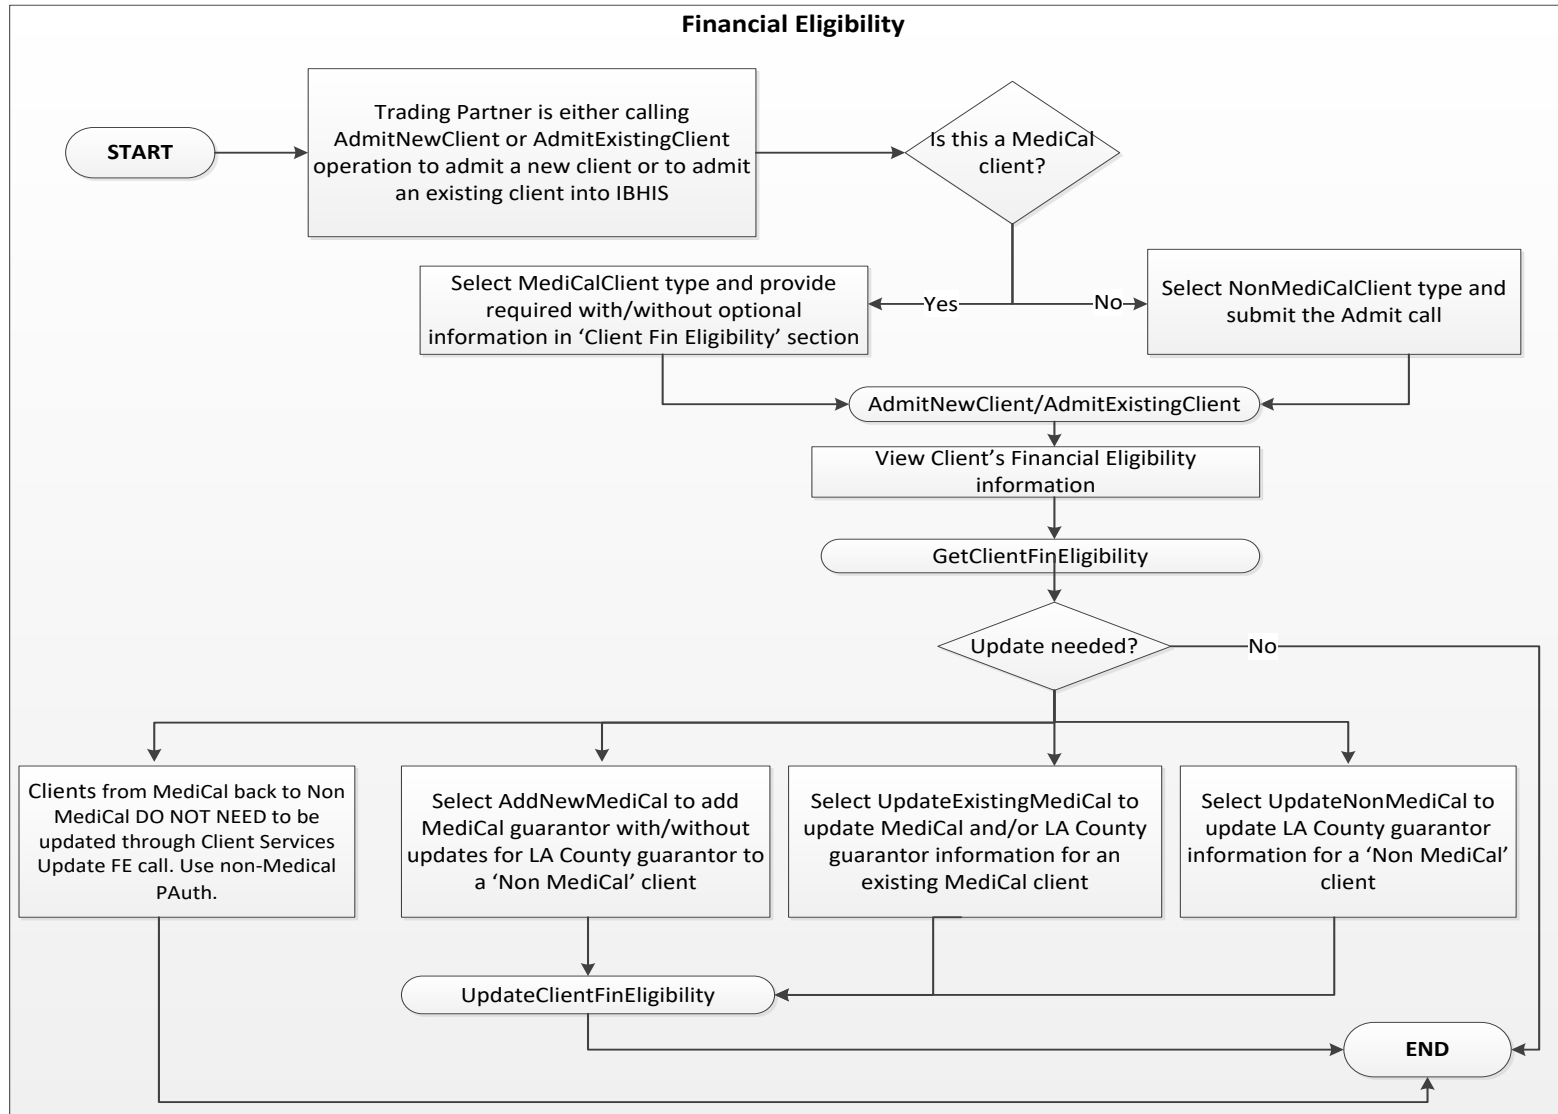 Financial Eligibility
START
Trading Partner is either calling
AdmitNewClient or AdmitExistingClient
operation to admit a new client or to admit
an existing client into IBHIS
Is this a MediCal
client?
Select MediCalClient type and provide
required with/without optional
information in ‘Client Fin Eligibility’ section
Yes
No
Select NonMediCalClient type and
submit the Admit call
AdmitNewClient/AdmitExistingClient
View Client’s Financial Eligibility
information
GetClientFinEligibility
Update needed?
No
Clients from MediCal back to Non
MediCal DO NOT NEED to be
updated through Client Services
Update FE call. Use non-Medical
PAuth.
Select AddNewMediCal to add
MediCal guarantor with/without
updates for LA County guarantor to
a ‘Non MediCal’ client
Select UpdateExistingMediCal to
update MediCal and/or LA County
guarantor information for an
existing MediCal client
Select UpdateNonMediCal to
update LA County guarantor
information for a ‘Non MediCal’
client
UpdateClientFinEligibility
END